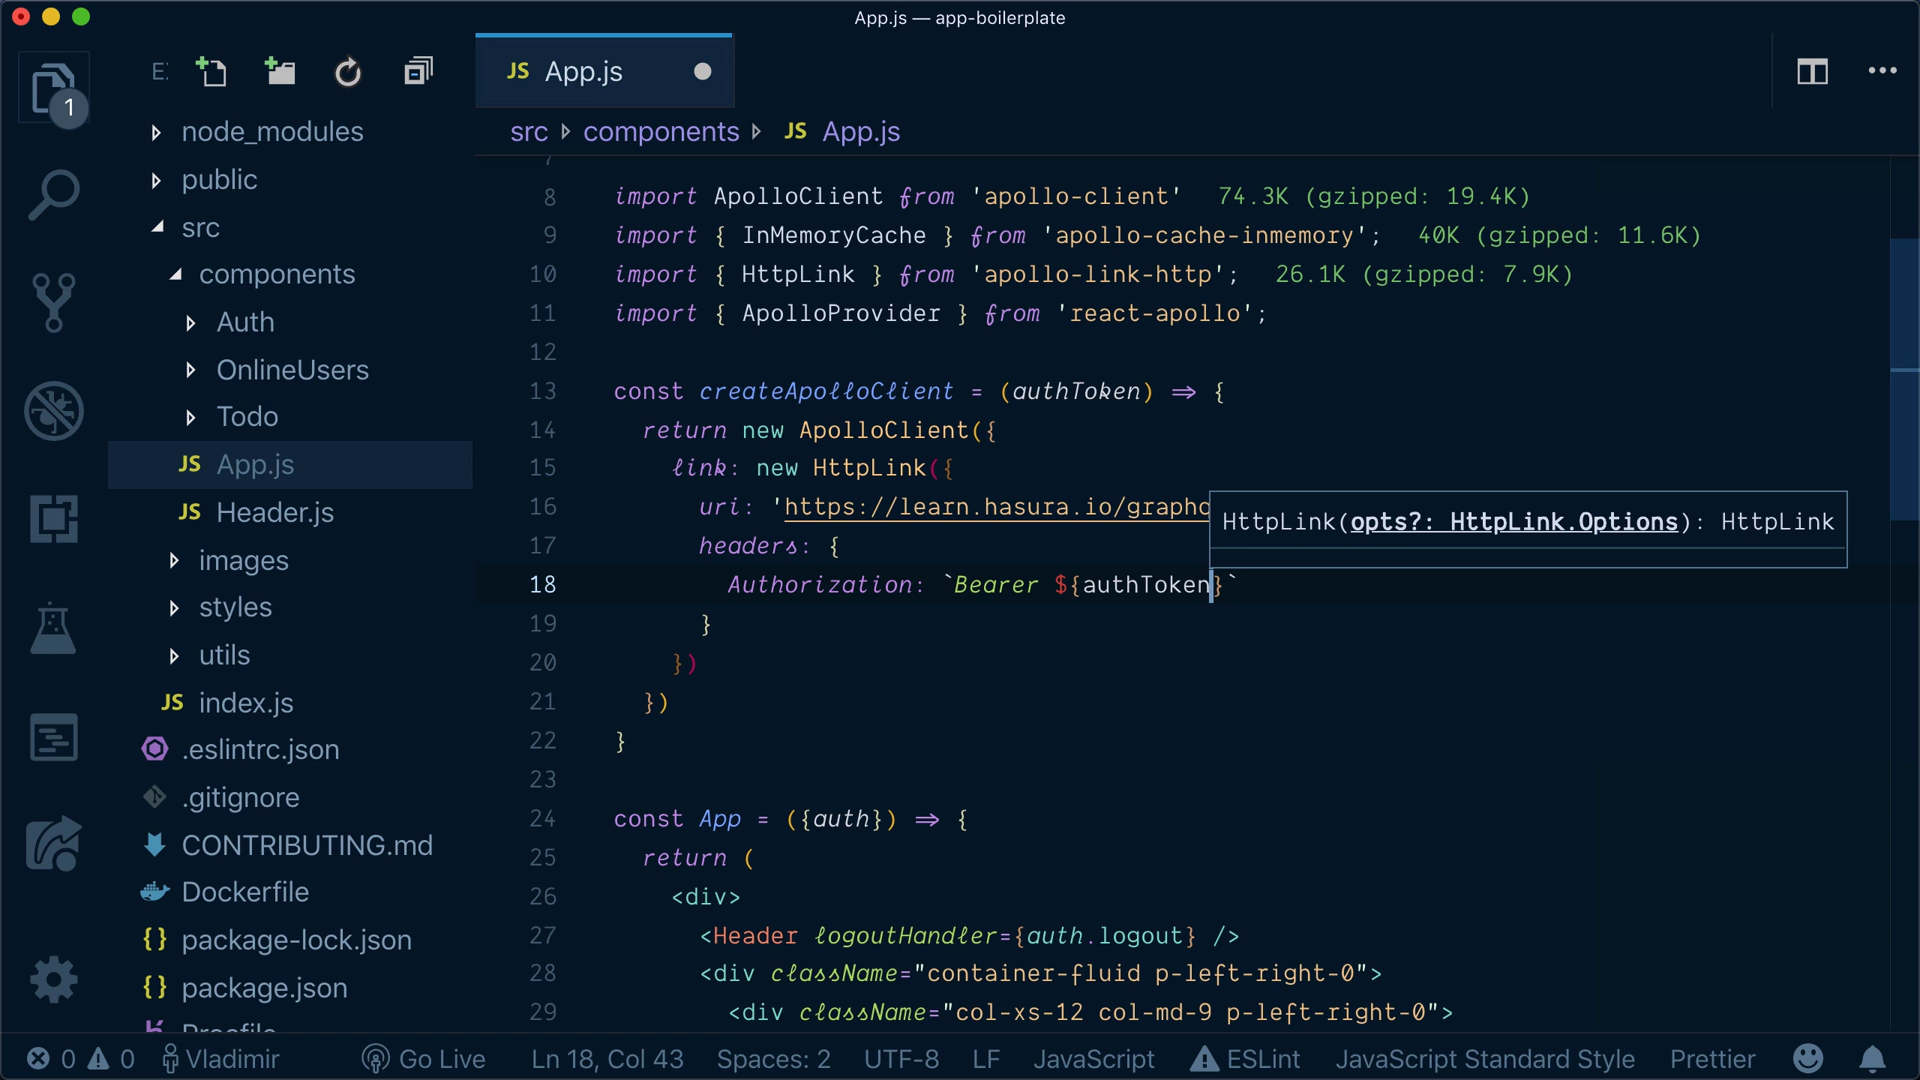 App.js — app-boilerplate
1
E:
JS App.js
src components JS App.js
node_modules
public
src
components
Auth
OnlineUsers
Todo
JS App.js
JS Header.js
images
styles
utils
JS index.js
.eslintrc.json
.gitignore
CONTRIBUTING.md
Dockerfile
{} package-lock.json
{} package.json
7
8 import ApolloClient from 'apollo-client' 74.3K (gzipped: 19.4K)
9 import { InMemoryCache } from 'apollo-cache-inmemory'; 40K (gzipped: 11.6K)
10 import { HttpLink } from 'apollo-link-http'; 26.1K (gzipped: 7.9K)
11 import { ApolloProvider } from 'react-apollo';
12
13 const createApolloClient = (authToken) => {
14 return new ApolloClient({
15 link: new HttpLink({
16 uri: 'https://learn.hasura.io/graphq
HttpLink(opts?: HttpLink.Options): HttpLink
17 headers: {
18 Authorization: `Bearer ${authToken}`
19 }
20 })
21 })
22 }
23
24 const App = ({auth}) => {
25 return (
26 <div>
27 <Header logoutHandler={auth.logout} />
28 <div className="container-fluid p-left-right-0">
29 <div className="col-xs-12 col-md-9 p-left-right-0">
0 0 Vladimir Go Live Ln 18, Col 43 Spaces: 2 UTF-8 LF JavaScript ESLint JavaScript Standard Style Prettier